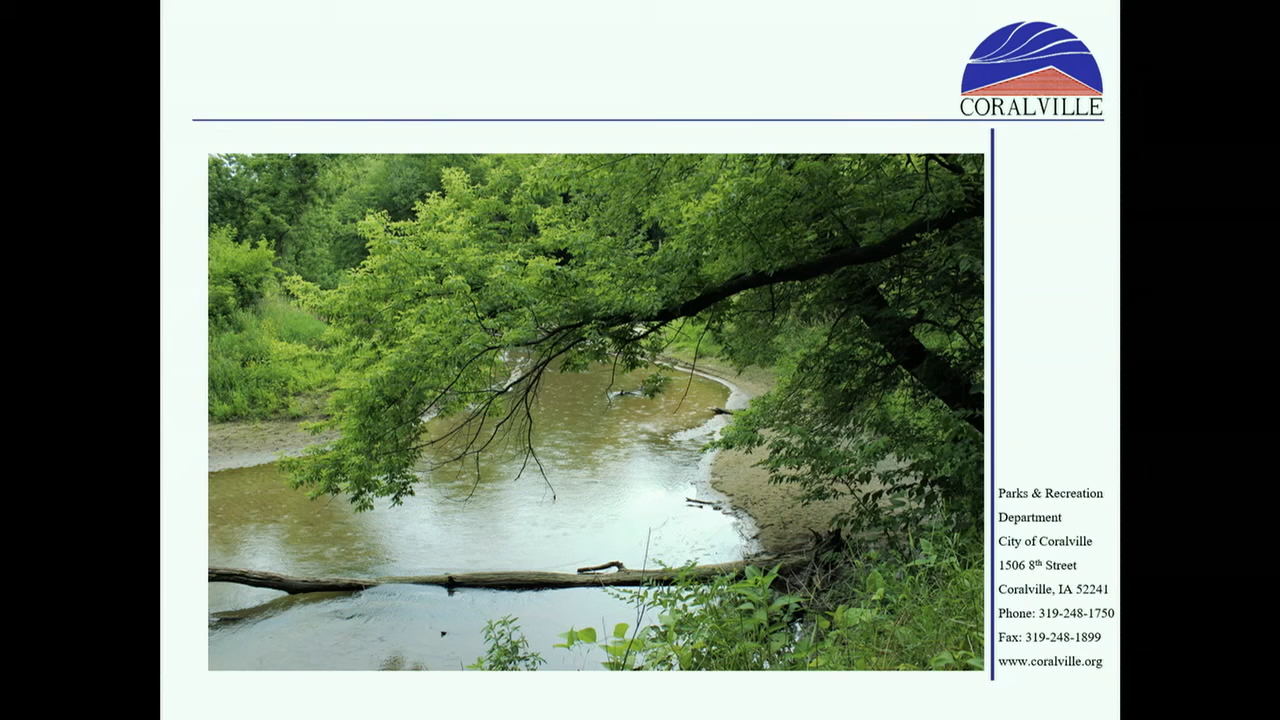 CORALVILLE
Parks & Recreation
Department
City of Coralville
1506 8th Street
Coralville, IA 52241
Phone: 319-248-1750
Fax: 319-248-1899
www.coralville.org